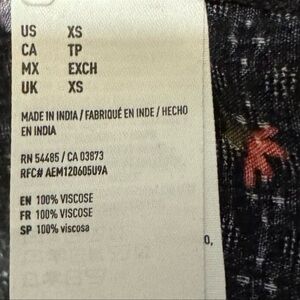 US XS
CA TP
MX EXCH
UK XS
MADE IN INDIA / FABRIQUÉ EN INDE / HECHO
EN INDIA
RN 54485 / CA 03873
RFC# AEM120605U9A
EN 100% VISCOSE
FR 100% VISCOSE
SP 100% viscosa
0,